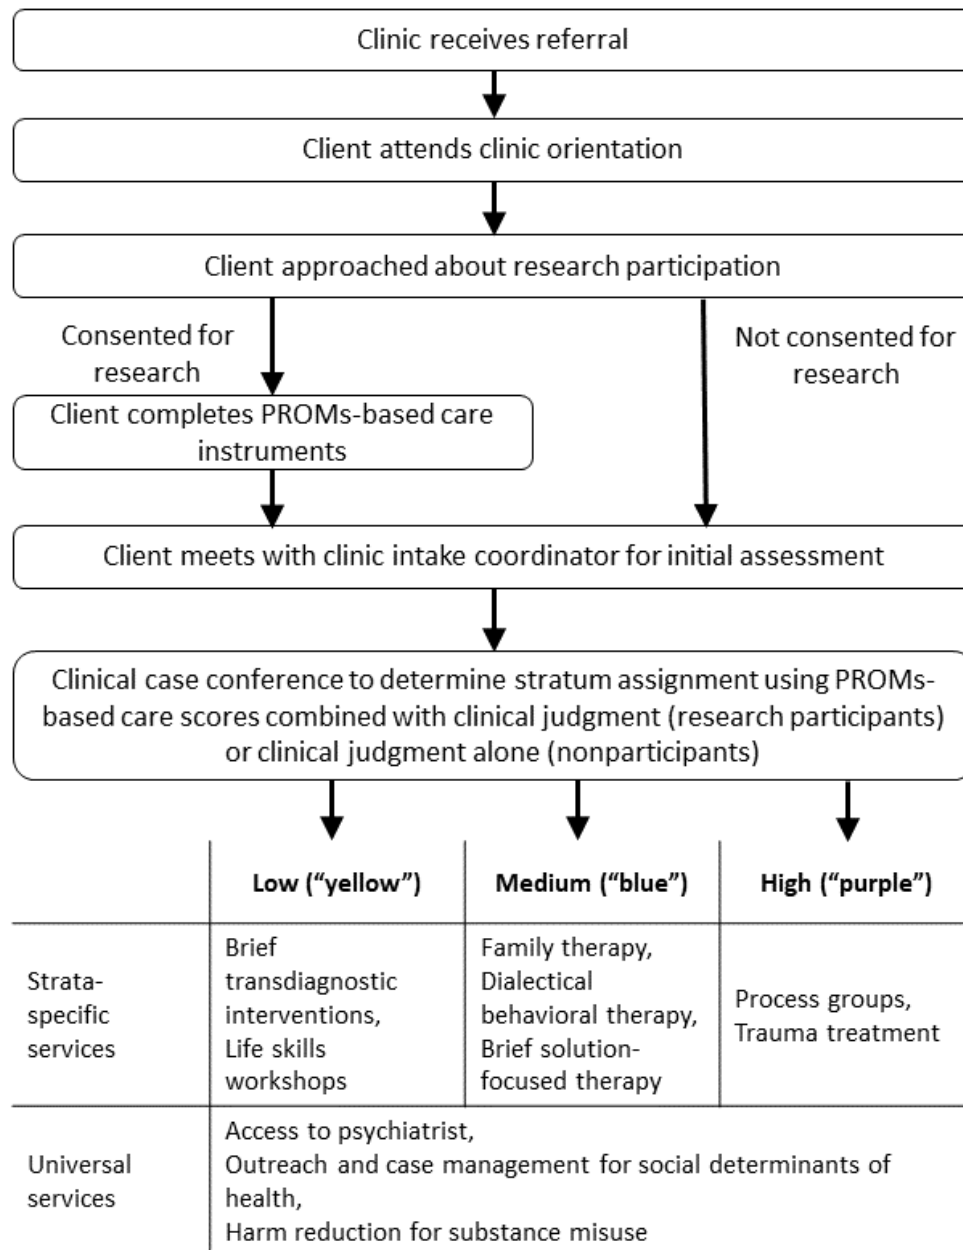 Clinic receives referral
Client attends clinic orientation
Client approached about research participation
Consented for
research
Not consented for
research
Client completes PROMs-based care
instruments
Client meets with clinic intake coordinator for initial assessment
Clinical case conference to determine stratum assignment using PROMs-
based care scores combined with clinical judgment (research participants)
or clinical judgment alone (nonparticipants)
Low (“yellow”)
Medium (“blue”)
High (“purple”)
Strata-
specific
services
Brief
transdiagnostic
interventions,
Life skills
workshops
Family therapy,
Dialectical
behavioral therapy,
Brief solution-
focused therapy
Process groups,
Trauma treatment
Universal
services
Access to psychiatrist,
Outreach and case management for social determinants of
health,
Harm reduction for substance misuse